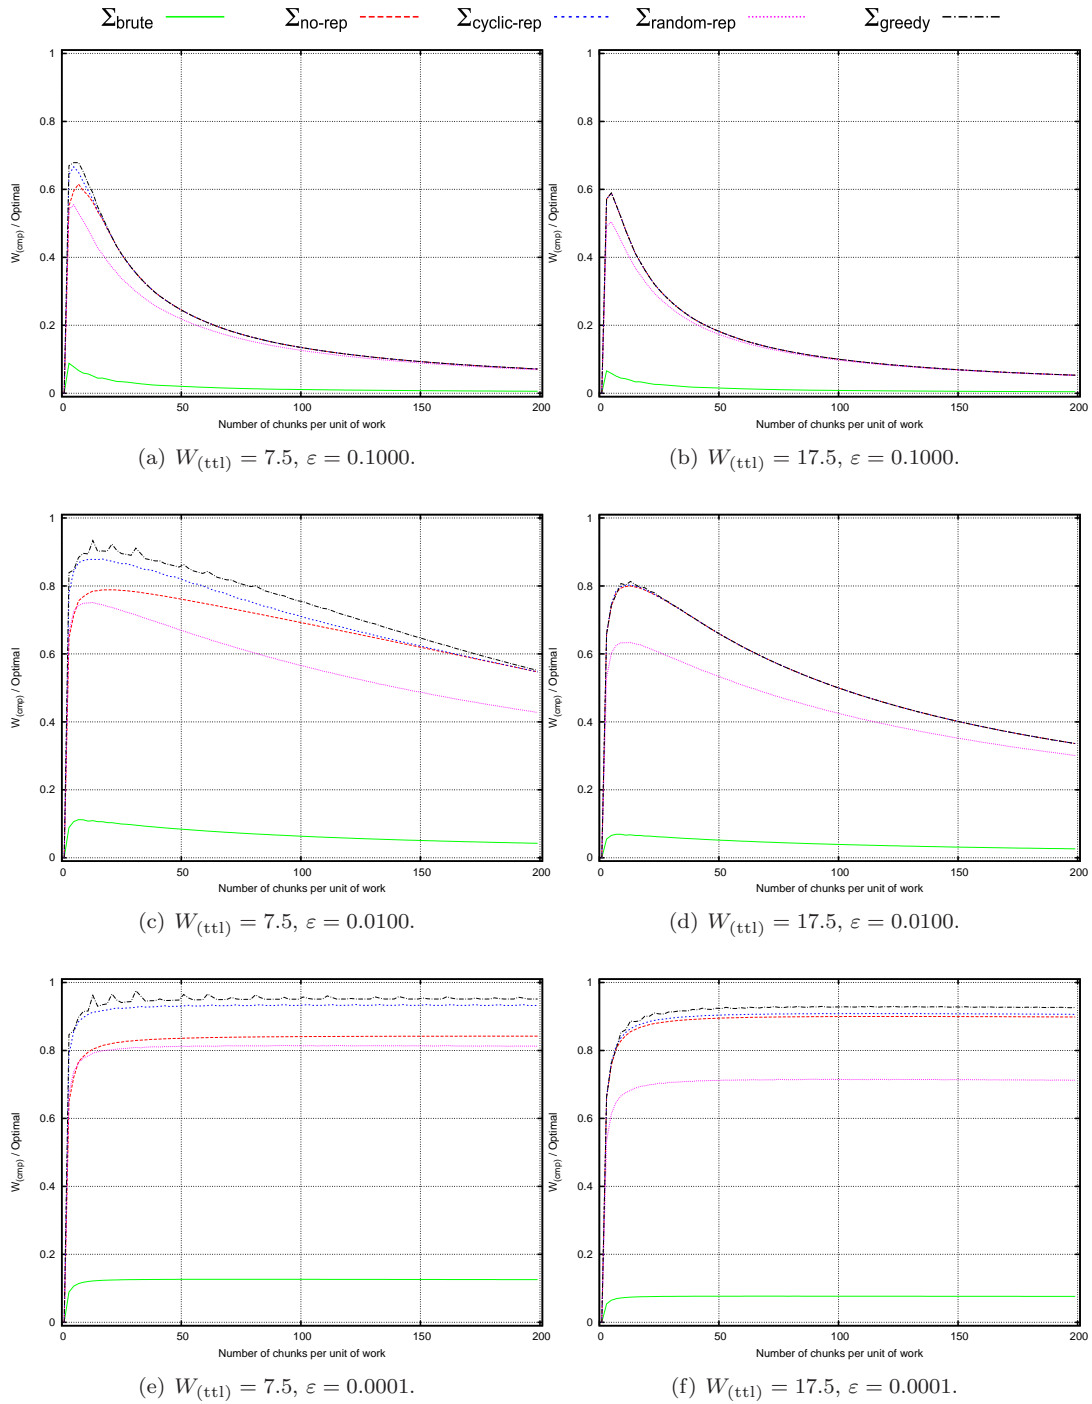 Σbrute Σno-rep Σcyclic-rep Σrandom-rep Σgreedy
1
0.8
0.6
0.4
0.2
0
W(cmp) / Optimal
0 50 100 150 200
Number of chunks per unit of work
(a) W(ttl) = 7.5, ε = 0.1000.
1
0.8
0.6
0.4
0.2
0
W(cmp) / Optimal
0 50 100 150 200
Number of chunks per unit of work
(b) W(ttl) = 17.5, ε = 0.1000.
1
0.8
0.6
0.4
0.2
0
W(cmp) / Optimal
0 50 100 150 200
Number of chunks per unit of work
(c) W(ttl) = 7.5, ε = 0.0100.
1
0.8
0.6
0.4
0.2
0
W(cmp) / Optimal
0 50 100 150 200
Number of chunks per unit of work
(d) W(ttl) = 17.5, ε = 0.0100.
1
0.8
0.6
0.4
0.2
0
W(cmp) / Optimal
0 50 100 150 200
Number of chunks per unit of work
(e) W(ttl) = 7.5, ε = 0.0001.
1
0.8
0.6
0.4
0.2
0
W(cmp) / Optimal
0 50 100 150 200
Number of chunks per unit of work
(f) W(ttl) = 17.5, ε = 0.0001.